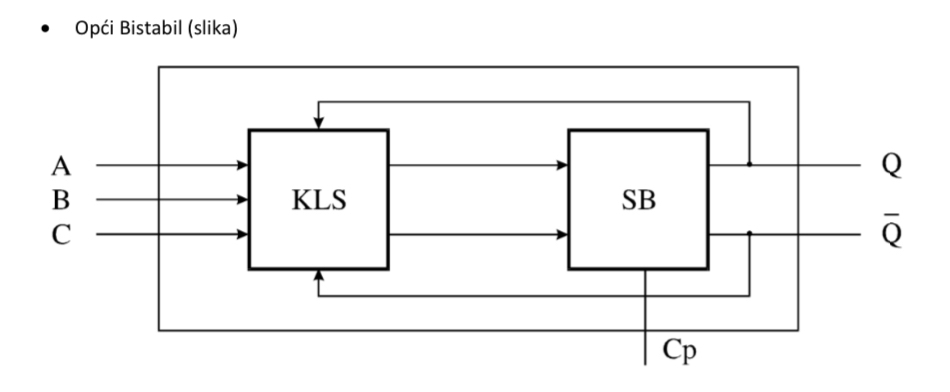 • Opći Bistabil (slika)
A
B
C
KLS
SB
Q
Q̅
Cp